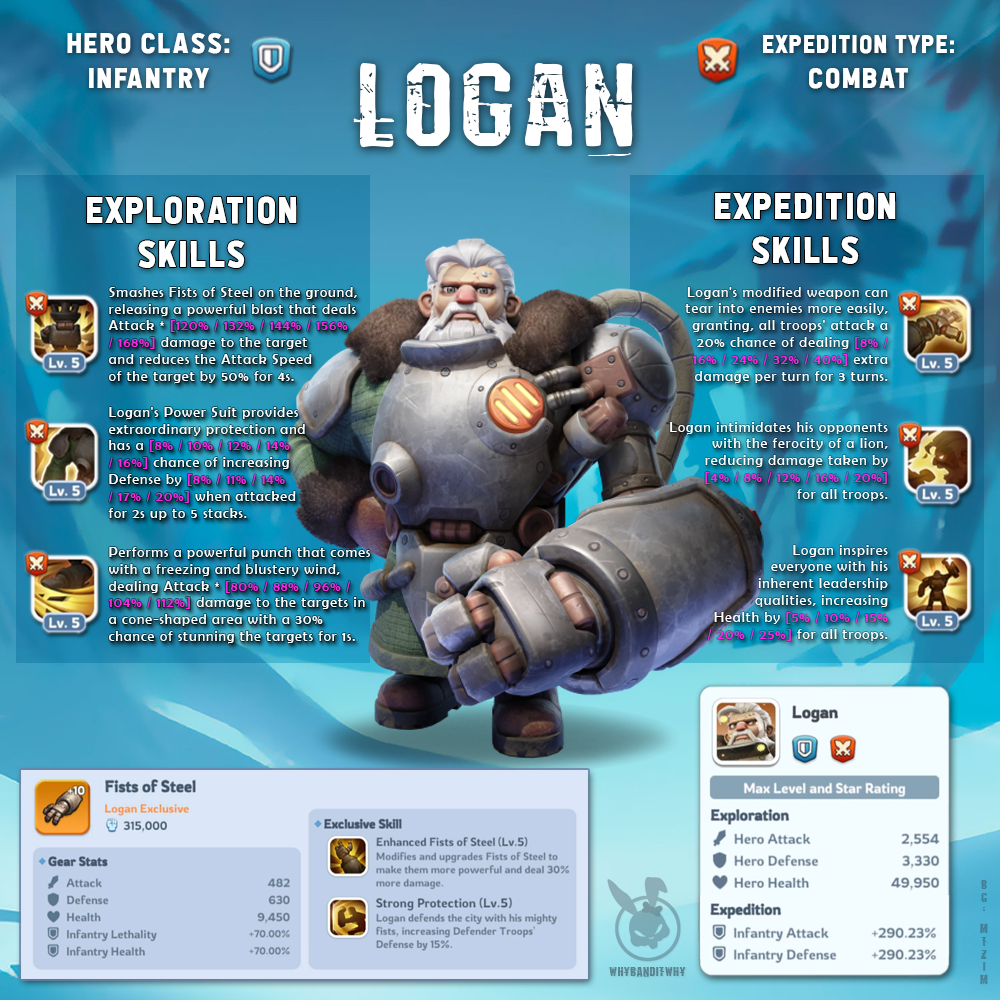 HERO CLASS:
INFANTRY
LOGAN
EXPEDITION TYPE:
COMBAT
EXPLORATION
SKILLS
Smashes Fists of Steel on the ground,
releasing a powerful blast that deals
Attack * [120% / 132% / 144% / 156%
/ 168%] damage to the target
and reduces the Attack Speed
of the target by 50% for 4s.
Lv. 5
Logan's Power Suit provides
extraordinary protection and
has a [8% / 10% / 12% / 14%
/ 16%] chance of increasing
Defense by [8% / 11% / 14%
/ 17% / 20%] when attacked
for 2s up to 5 stacks.
Lv. 5
Performs a powerful punch that comes
with a freezing and blustery wind,
dealing Attack * [80% / 88% / 96% /
104% / 112%] damage to the targets in
a cone-shaped area with a 30%
chance of stunning the targets for 1s.
Lv. 5
EXPEDITION
SKILLS
Logan's modified weapon can
tear into enemies more easily,
granting, all troops' attack a
20% chance of dealing [8% /
16% / 24% / 32% / 40%] extra
damage per turn for 3 turns.
Lv. 5
Logan intimidates his opponents
with the ferocity of a lion,
reducing damage taken by
[4% / 8% / 12% / 16% / 20%]
for all troops.
Lv. 5
Logan inspires
everyone with his
inherent leadership
qualities, increasing
Health by [5% / 10% / 15%
/ 20% / 25%] for all troops.
Lv. 5
+10
Fists of Steel
Logan Exclusive
315,000
Gear Stats
Attack 482
Defense 630
Health 9,450
Infantry Lethality +70.00%
Infantry Health +70.00%
Exclusive Skill
Enhanced Fists of Steel (Lv.5)
Modifies and upgrades Fists of Steel to
make them more powerful and deal 30%
more damage.
Strong Protection (Lv.5)
Logan defends the city with his mighty
fists, increasing Defender Troops'
Defense by 15%.
WHYBANDITWHY
Logan
Max Level and Star Rating
Exploration
Hero Attack 2,554
Hero Defense 3,330
Hero Health 49,950
Expedition
Infantry Attack +290.23%
Infantry Defense +290.23%
BG: MTZIM